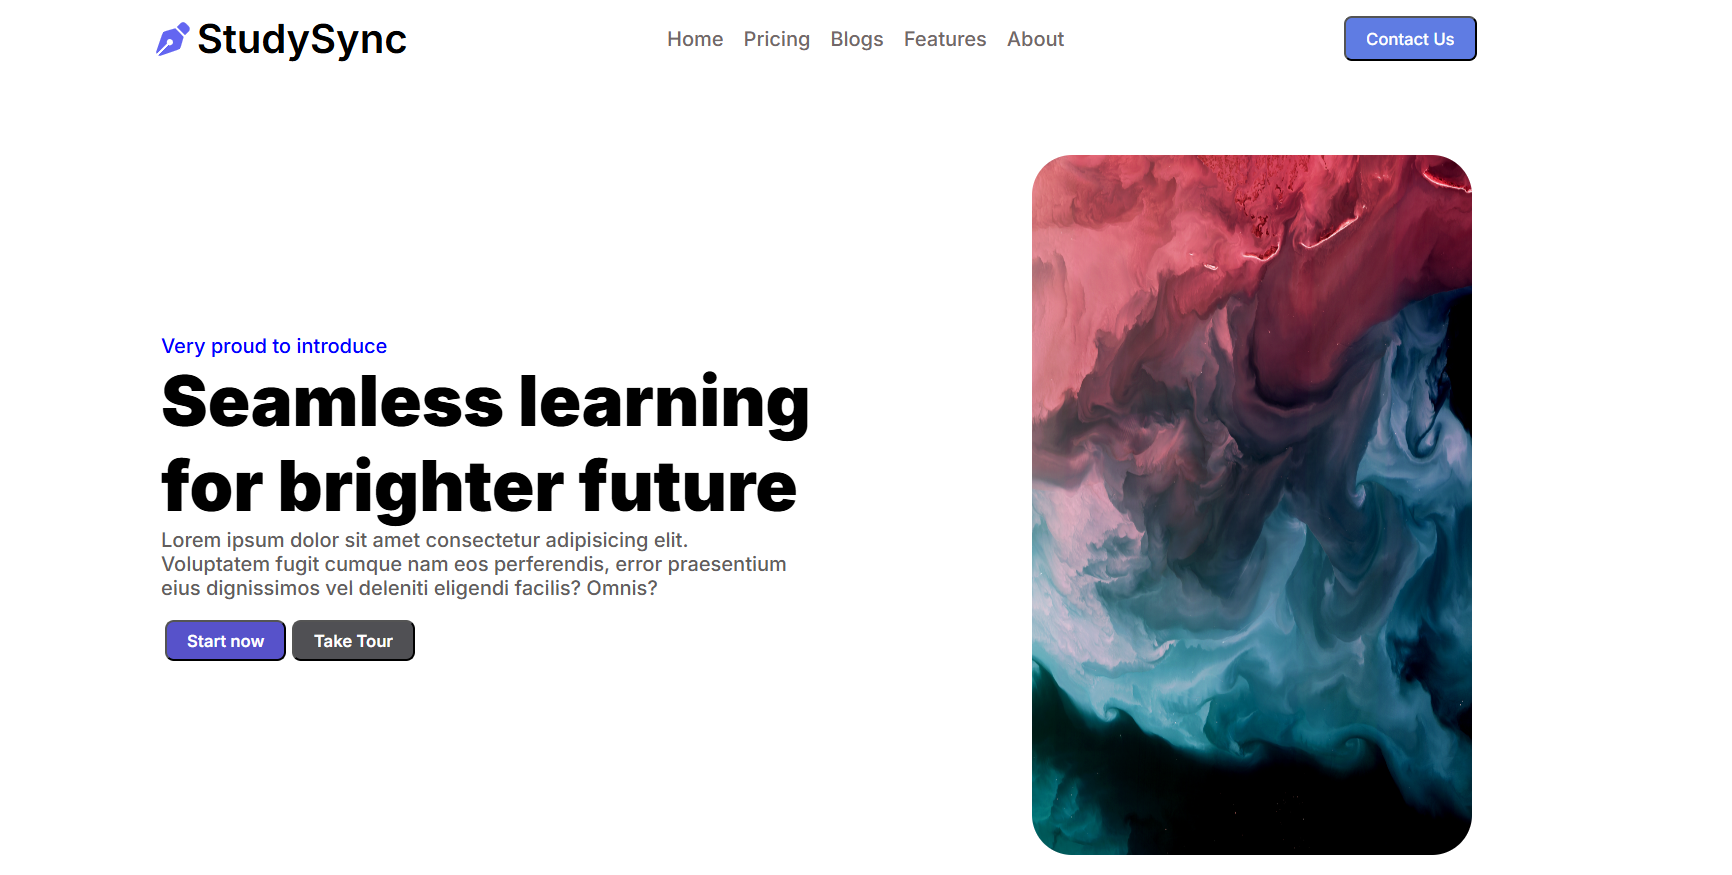 StudySync
Home Pricing Blogs Features About
Contact Us
Very proud to introduce
Seamless learning
for brighter future
Lorem ipsum dolor sit amet consectetur adipisicing elit.
Voluptatem fugit cumque nam eos perferendis, error praesentium
eius dignissimos vel deleniti eligendi facilis? Omnis?
Start now
Take Tour